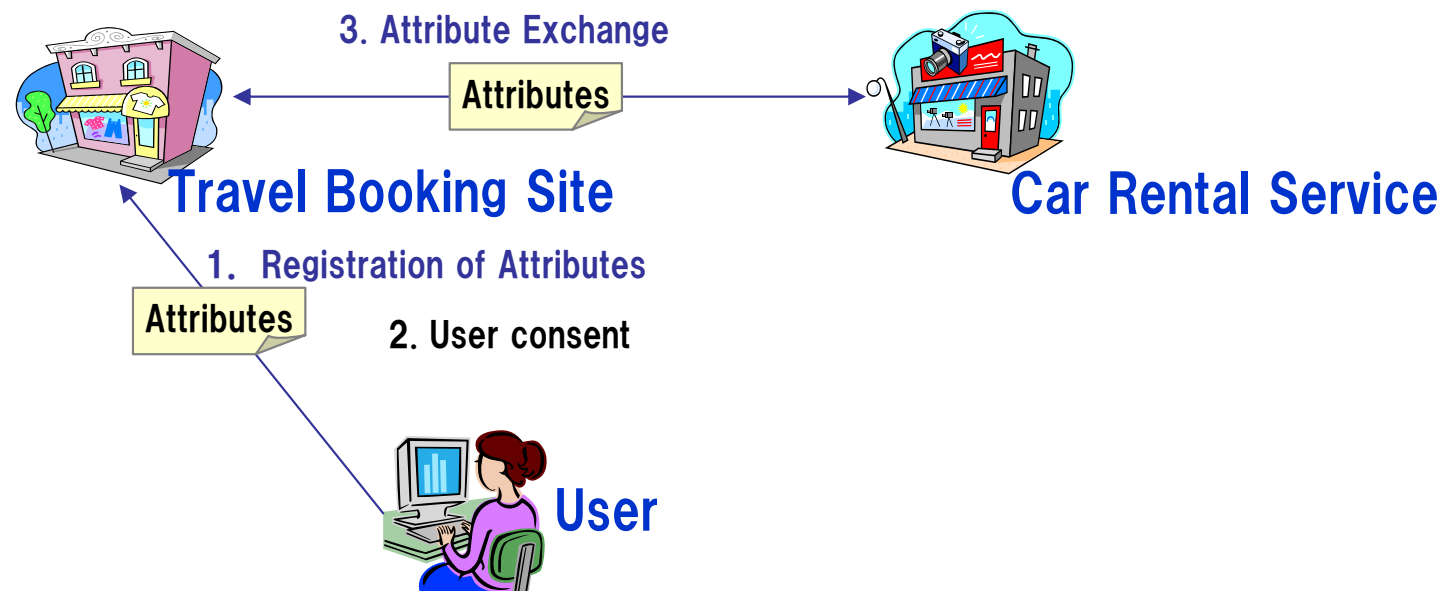 3. Attribute Exchange
Attributes
Travel Booking Site
Car Rental Service
1. Registration of Attributes
Attributes
2. User consent
User